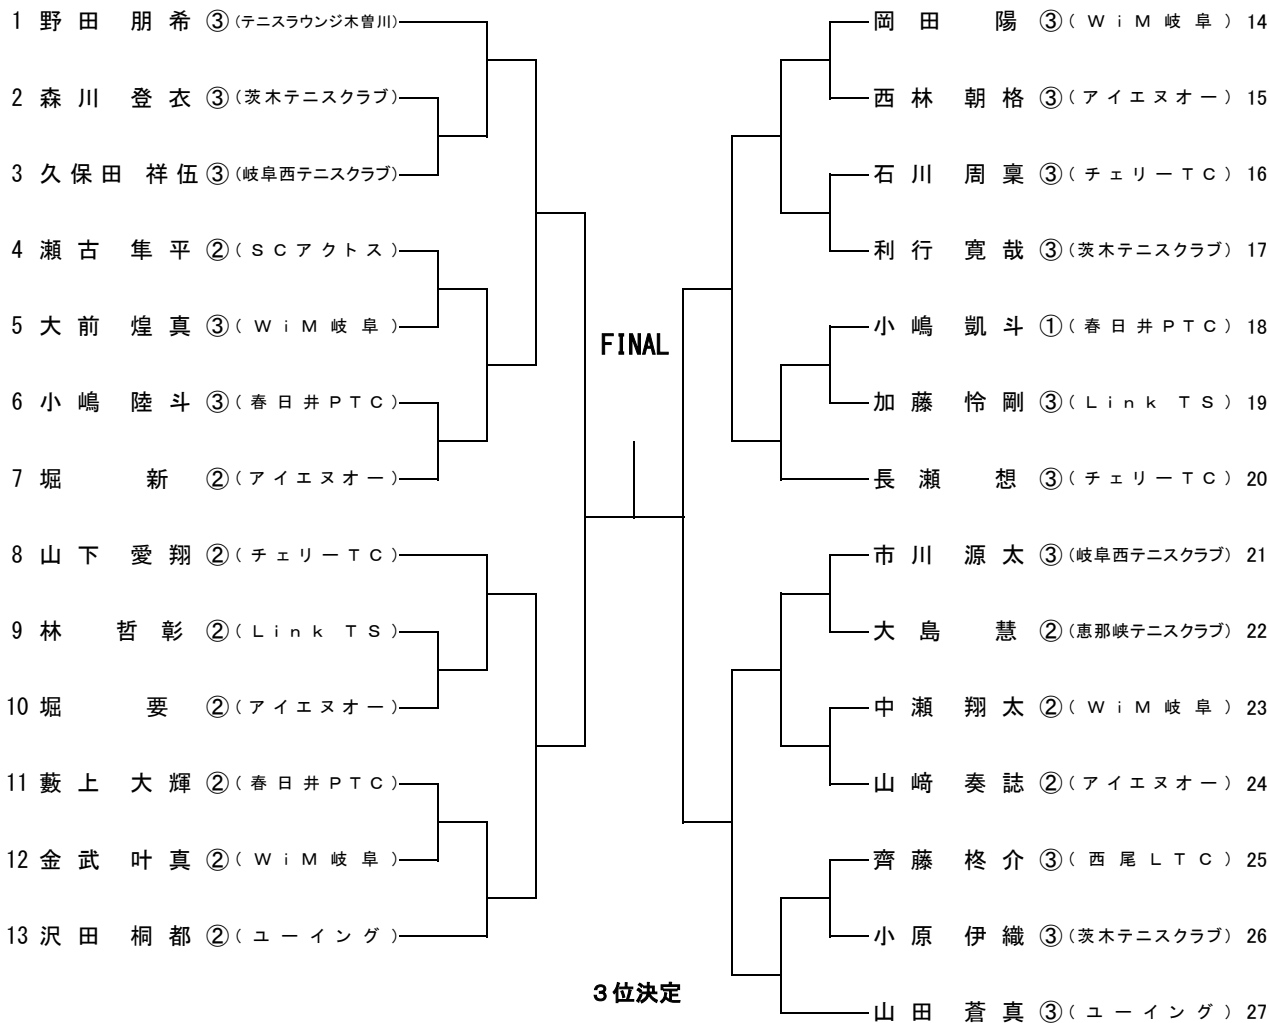 1 野田 朋希 ③(テニスラウンジ木曽川)
2 森川 登衣 ③(茨木テニスクラブ)
3 久保田 祥伍 ③(岐阜西テニスクラブ)
4 瀬古 隼平 ②(SCアクトス)
5 大前 煌真 ③(WiM岐阜)
6 小嶋 陸斗 ③(春日井PTC)
7 堀 新 ②(アイエヌオー)
8 山下 愛翔 ②(チェリーTC)
9 林 哲彰 ②(Link TS)
10 堀 要 ②(アイエヌオー)
11 藪上 大輝 ②(春日井PTC)
12 金武 叶真 ②(WiM岐阜)
13 沢田 桐都 ②(ユーイング)
FINAL
3位決定
岡田 陽 ③(WiM岐阜) 14
西林 朝格 ③(アイエヌオー) 15
石川 周稟 ③(チェリーTC) 16
利行 寛哉 ③(茨木テニスクラブ) 17
小嶋 凱斗 ①(春日井PTC) 18
加藤 怜剛 ③(Link TS) 19
長瀬 想 ③(チェリーTC) 20
市川 源太 ③(岐阜西テニスクラブ) 21
大島 慧 ②(恵那峡テニスクラブ) 22
中瀬 翔太 ②(WiM岐阜) 23
山﨑 奏誌 ②(アイエヌオー) 24
齊藤 柊介 ③(西尾LTC) 25
小原 伊織 ③(茨木テニスクラブ) 26
山田 蒼真 ③(ユーイング) 27